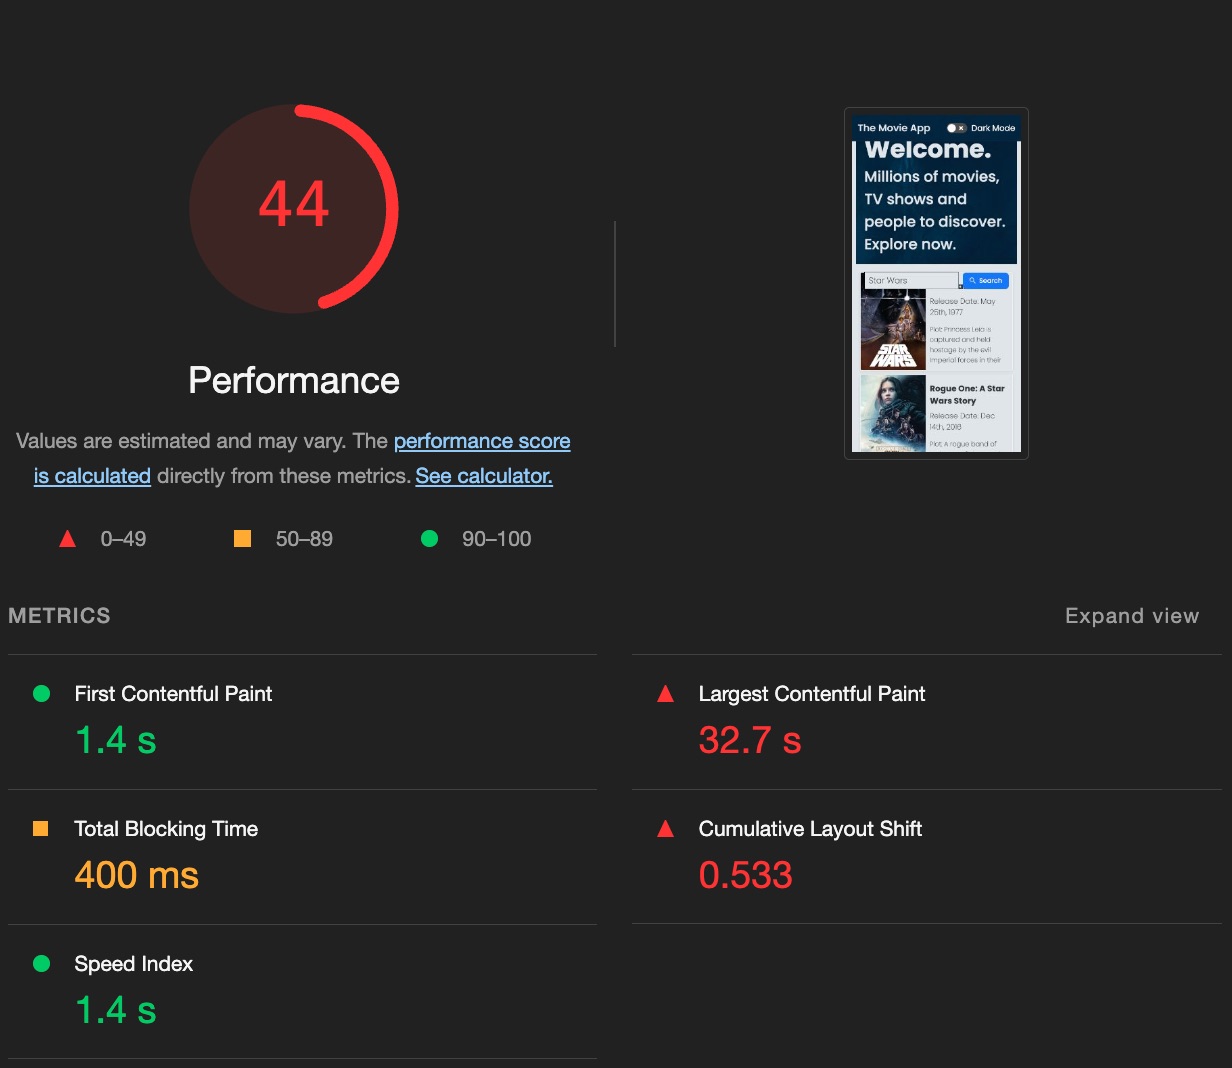 44
Performance
Values are estimated and may vary. The performance score
is calculated directly from these metrics. See calculator.
0–49
50–89
90–100
The Movie App
Dark Mode
Welcome.
Millions of movies,
TV shows and
people to discover.
Explore now.
Star Wars
Search
Release Date: May
25th, 1977
Plot: Princess Leia is
captured and held
hostage by the evil
Imperial forces in their
STAR
WARS
Rogue One: A Star
Wars Story
Release Date: Dec
14th, 2016
Plot: A rogue band of
METRICS
Expand view
First Contentful Paint
1.4 s
Largest Contentful Paint
32.7 s
Total Blocking Time
400 ms
Cumulative Layout Shift
0.533
Speed Index
1.4 s